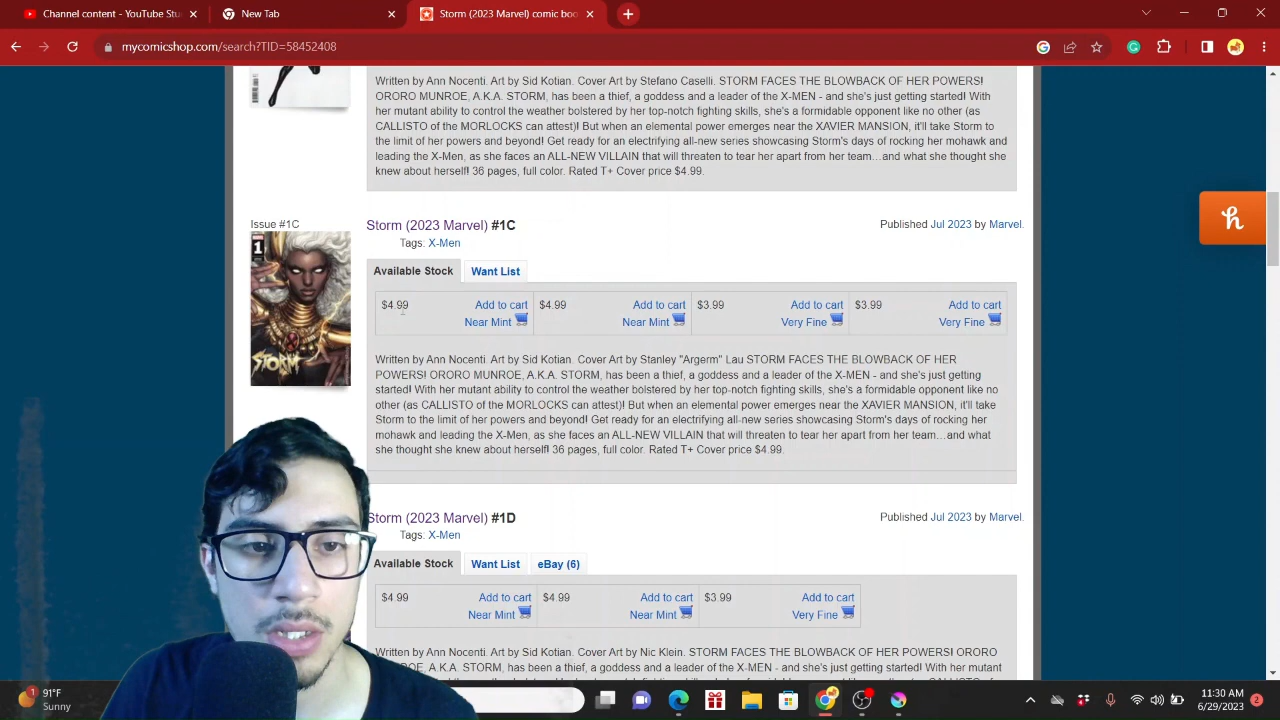 Channel content - YouTube Stu
New Tab
Storm (2023 Marvel) comic boo
mycomicshop.com/search?TID=58452408
Written by Ann Nocenti. Art by Sid Kotian. Cover Art by Stefano Caselli. STORM FACES THE BLOWBACK OF HER POWERS!
ORORO MUNROE, A.K.A. STORM, has been a thief, a goddess and a leader of the X-MEN - and she's just getting started! With
her mutant ability to control the weather bolstered by her top-notch fighting skills, she's a formidable opponent like no other (as
CALLISTO of the MORLOCKS can attest)! But when an elemental power emerges near the XAVIER MANSION, it'll take Storm to
the limit of her powers and beyond! Get ready for an electrifying all-new series showcasing Storm's days of rocking her mohawk and
leading the X-Men, as she faces an ALL-NEW VILLAIN that will threaten to tear her apart from her team…and what she thought she
knew about herself! 36 pages, full color. Rated T+ Cover price $4.99.
Issue #1C
Storm (2023 Marvel) #1C
Published Jul 2023 by Marvel.
Tags: X-Men
Available Stock
Want List
$4.99 Add to cart $4.99 Add to cart $3.99 Add to cart $3.99 Add to cart
Near Mint Near Mint Very Fine Very Fine
1
STORM
Written by Ann Nocenti. Art by Sid Kotian. Cover Art by Stanley "Argerm" Lau STORM FACES THE BLOWBACK OF HER
POWERS! ORORO MUNROE, A.K.A. STORM, has been a thief, a goddess and a leader of the X-MEN - and she's just getting
started! With her mutant ability to control the weather bolstered by her top-notch fighting skills, she's a formidable opponent like no
other (as CALLISTO of the MORLOCKS can attest)! But when an elemental power emerges near the XAVIER MANSION, it'll take
Storm to the limit of her powers and beyond! Get ready for an electrifying all-new series showcasing Storm's days of rocking her
mohawk and leading the X-Men, as she faces an ALL-NEW VILLAIN that will threaten to tear her apart from her team…and what
she thought she knew about herself! 36 pages, full color. Rated T+ Cover price $4.99.
Storm (2023 Marvel) #1D
Published Jul 2023 by Marvel.
Tags: X-Men
Available Stock
Want List
eBay (6)
$4.99 Add to cart $4.99 Add to cart $3.99 Add to cart
Near Mint Near Mint Very Fine
Written by Ann Nocenti. Art by Sid Kotian. Cover Art by Nic Klein. STORM FACES THE BLOWBACK OF HER POWERS! ORORO
ROE, A.K.A. STORM, has been a thief, a goddess and a leader of the X-MEN - and she's just getting started! With her mutant
1
91°F
Sunny
11:30 AM
6/29/2023
2